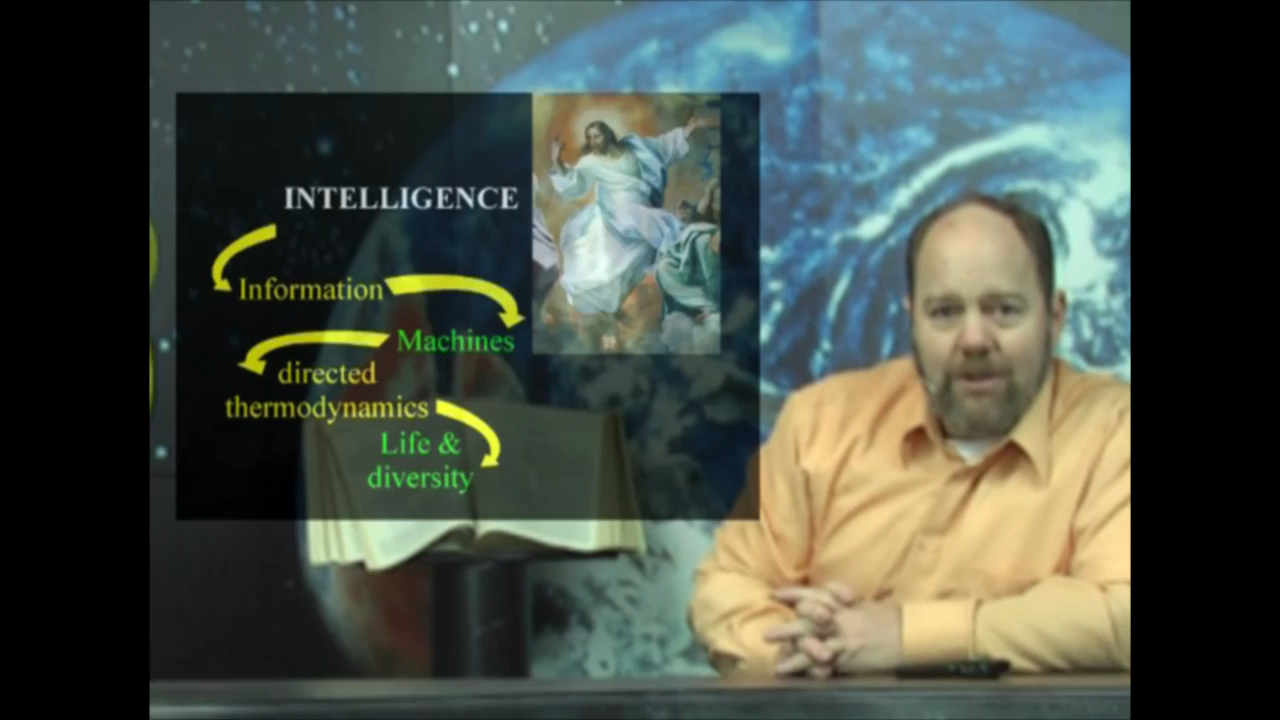 INTELLIGENCE
Information
Machines
directed
thermodynamics
Life &
diversity